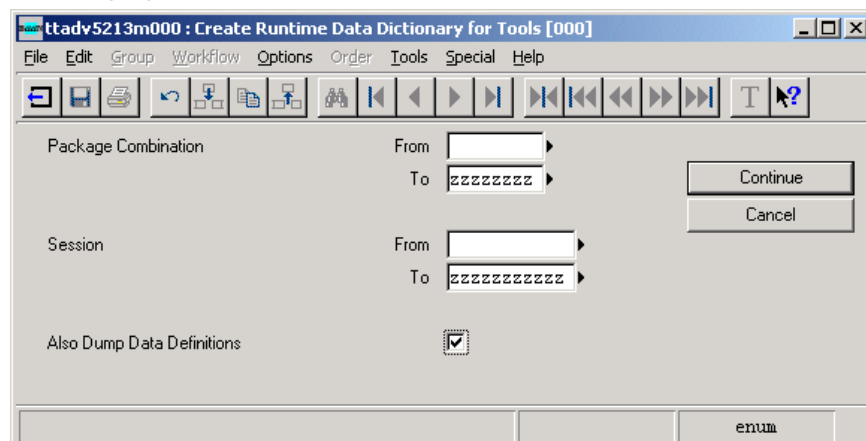 ttadv5213m000 : Create Runtime Data Dictionary for Tools [000]
File Edit Group Workflow Options Order Tools Special Help
T ?
Package Combination From
To zzzzzzzz
Continue
Cancel
Session From
To zzzzzzzzzzz
Also Dump Data Definitions
enum